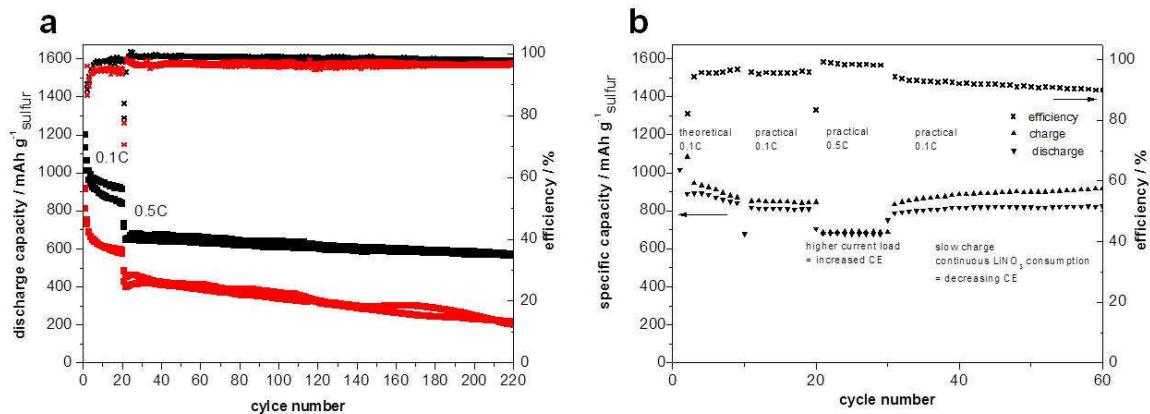 a
1600
1400
1200
1000
800
600
400
200
0
discharge capacity / mAh g⁻¹ sulfur
0.1C
0.5C
100
80
60
40
20
0
efficiency / %
0 20 40 60 80 100 120 140 160 180 200 220
cylce number
b
1600
1400
1200
1000
800
600
400
200
0
specific capacity / mAh g⁻¹ sulfur
theoretical
0.1C
practical
0.1C
practical
0.5C
practical
0.1C
efficiency
charge
discharge
higher current load
= increased CE
slow charge
continuous LiNO₃ consumption
= decreasing CE
100
80
60
40
20
0
efficiency / %
0 20 40 60
cycle number